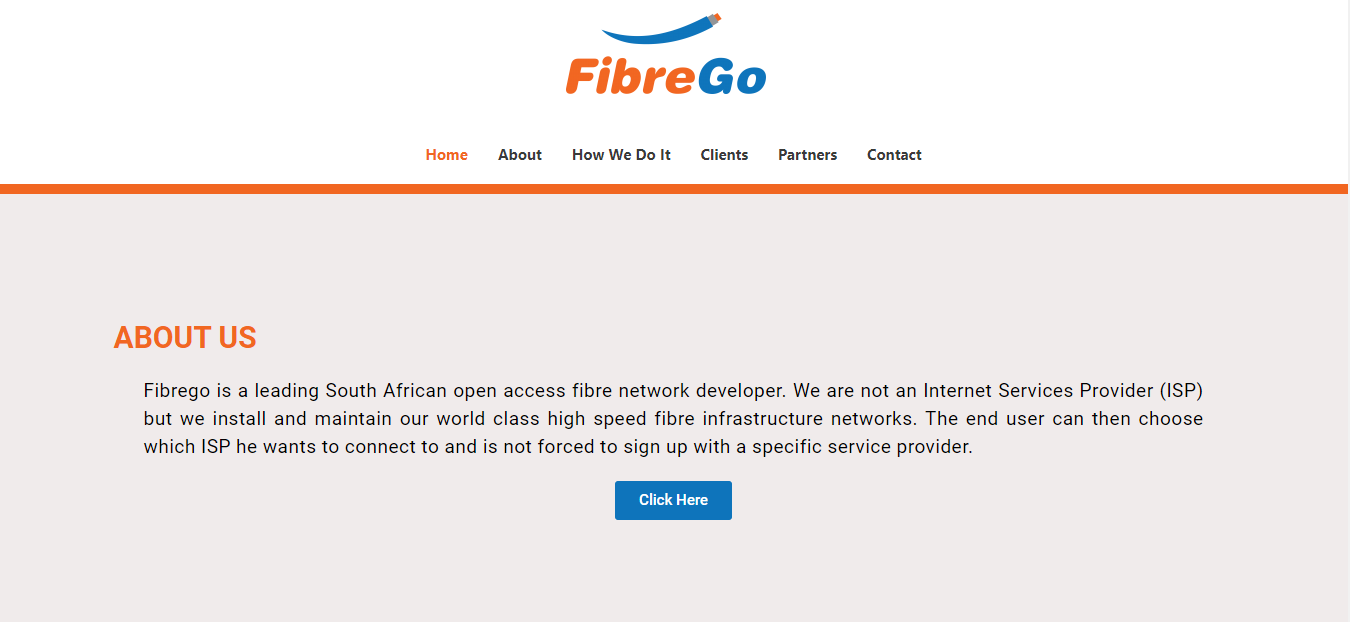 FibreGo
Home About How We Do It Clients Partners Contact
ABOUT US
Fibrego is a leading South African open access fibre network developer. We are not an Internet Services Provider (ISP)
but we install and maintain our world class high speed fibre infrastructure networks. The end user can then choose
which ISP he wants to connect to and is not forced to sign up with a specific service provider.
Click Here